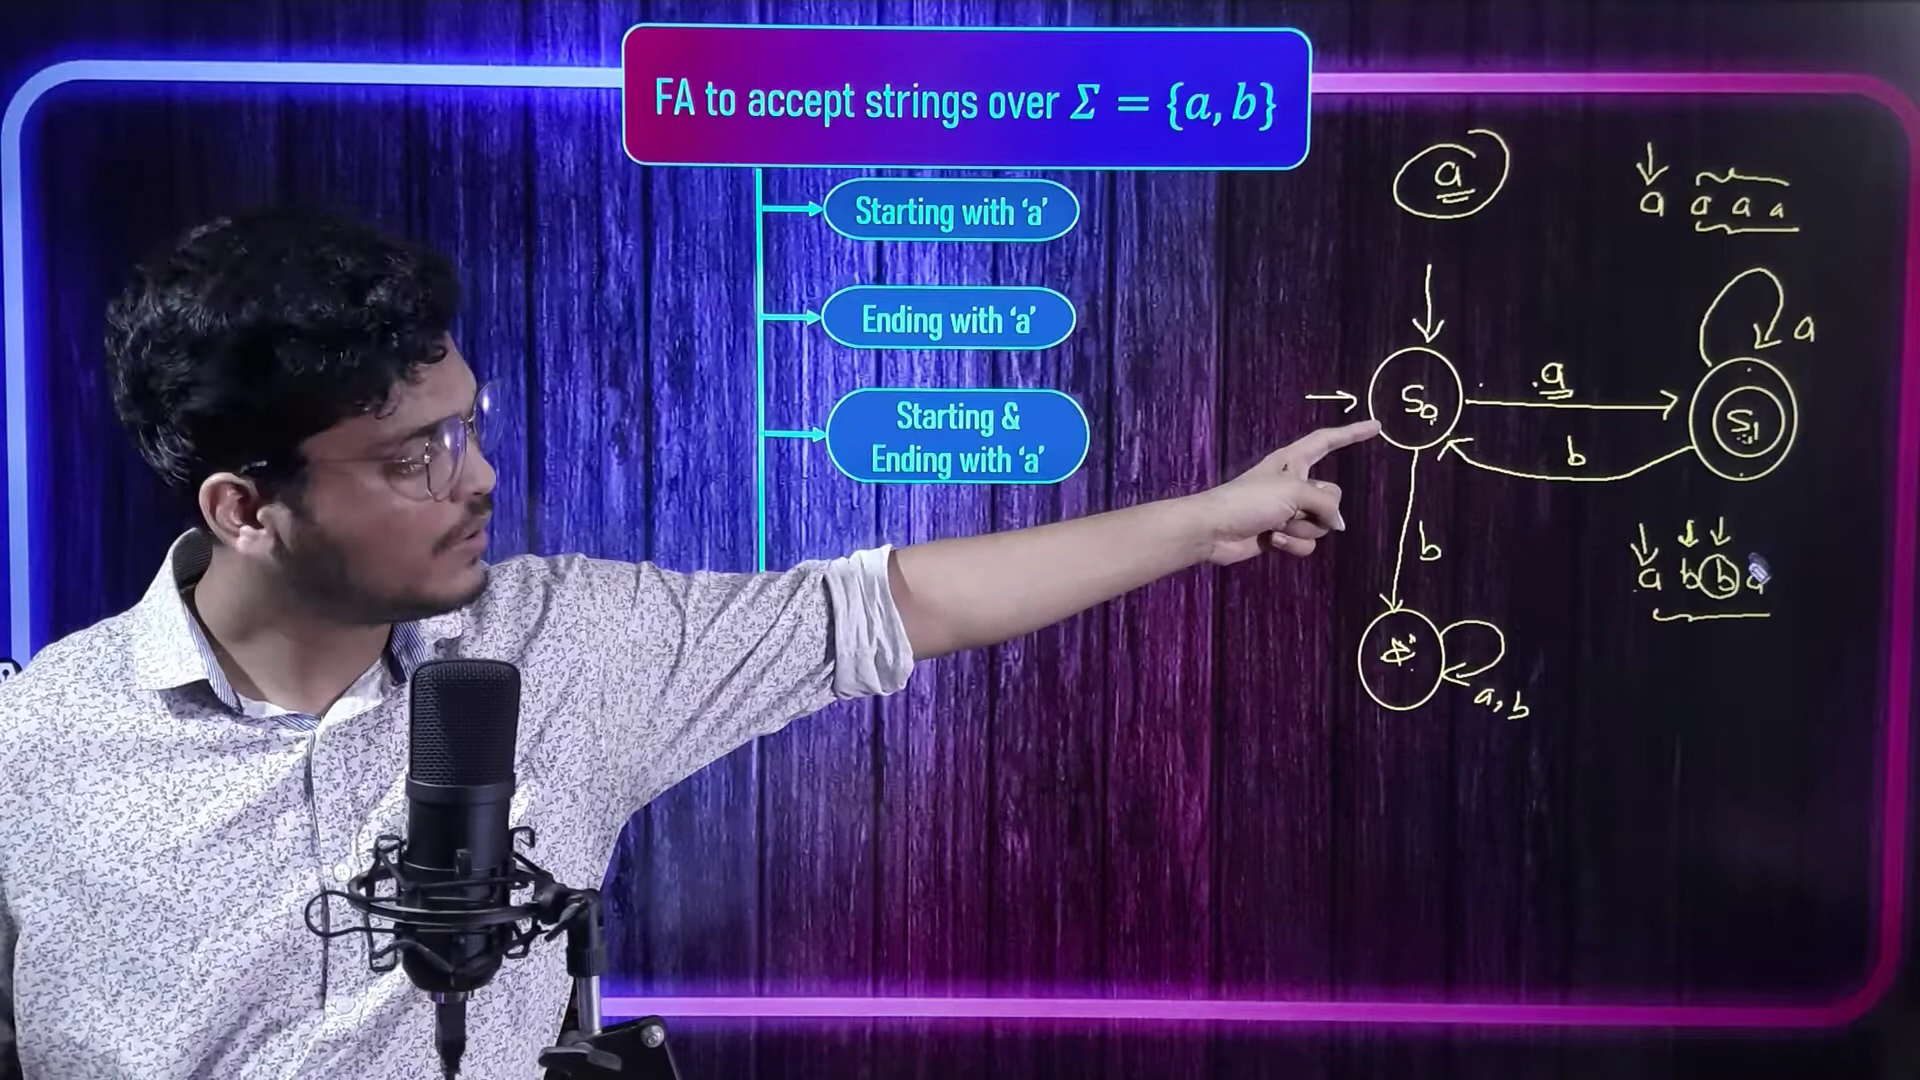 FA to accept strings over Σ = {a, b}
Starting with ‘a’
Ending with ‘a’
Starting &
Ending with ‘a’
a
a a a a
a
S₀
a
S₁
b
b
a b b a
a, b